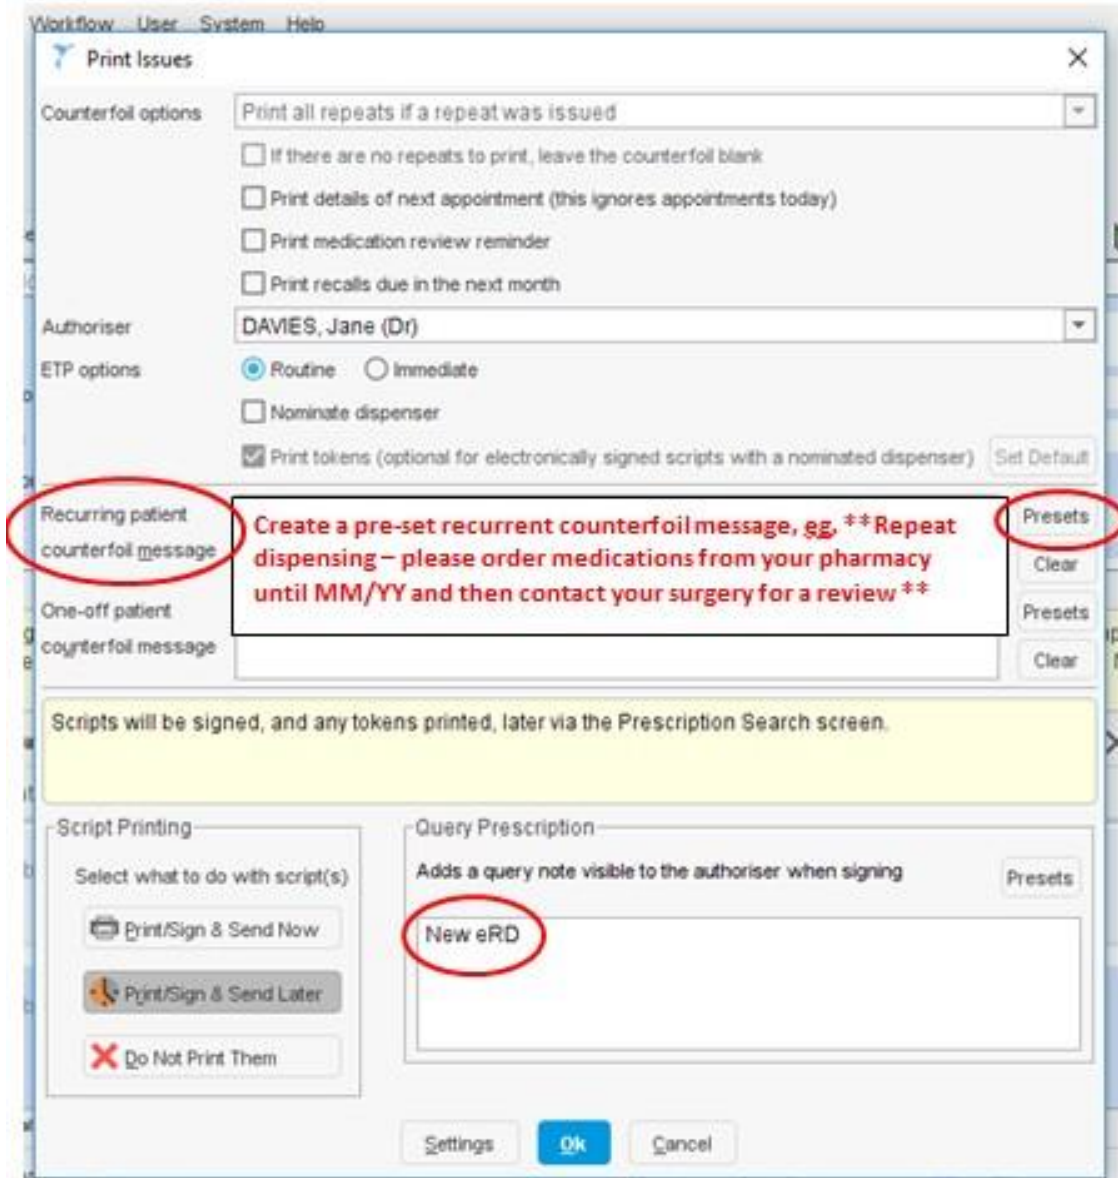 Workflow User System Help
Print Issues
Counterfoil options Print all repeats if a repeat was issued
If there are no repeats to print, leave the counterfoil blank
Print details of next appointment (this ignores appointments today)
Print medication review reminder
Print recalls due in the next month
Authoriser DAVIES, Jane (Dr)
ETP options Routine Immediate
Nominate dispenser
Print tokens (optional for electronically signed scripts with a nominated dispenser) Set Default
Recurring patient
counterfoil message
Create a pre-set recurrent counterfoil message, eg, **Repeat
dispensing – please order medications from your pharmacy
until MM/YY and then contact your surgery for a review **
Presets
Clear
One-off patient
counterfoil message
Presets
Clear
Scripts will be signed, and any tokens printed, later via the Prescription Search screen.
Script Printing
Select what to do with script(s)
Print/Sign & Send Now
Print/Sign & Send Later
Do Not Print Them
Query Prescription
Adds a query note visible to the authoriser when signing Presets
New eRD
Settings Ok Cancel